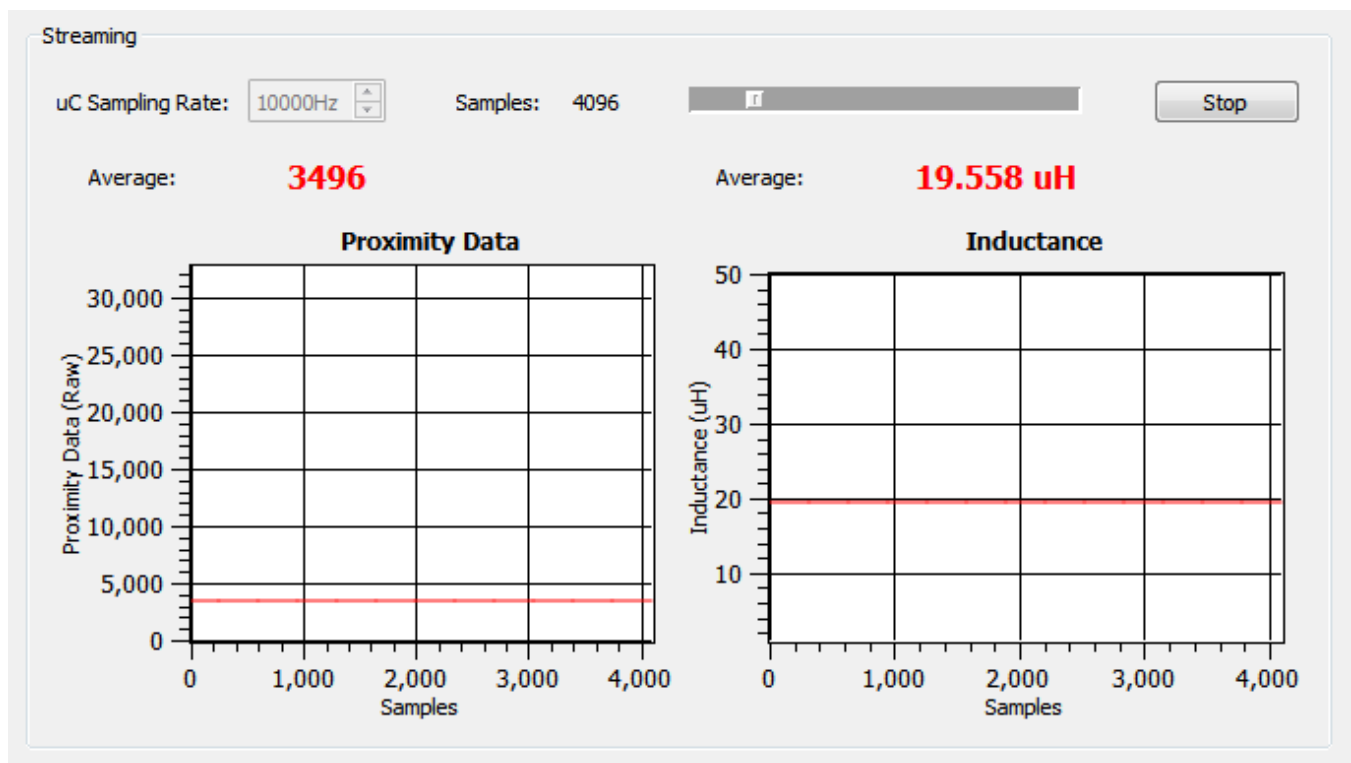 Streaming
uC Sampling Rate: 10000Hz Samples: 4096 Stop
Average: 3496 Average: 19.558 uH
Proximity Data
30,000
25,000
20,000
15,000
10,000
5,000
0
Proximity Data (Raw)
0 1,000 2,000 3,000 4,000
Samples
Inductance
50
40
30
20
10
Inductance (uH)
0 1,000 2,000 3,000 4,000
Samples